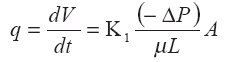 q = dV/dt = K₁ (− ΔP)/μL A